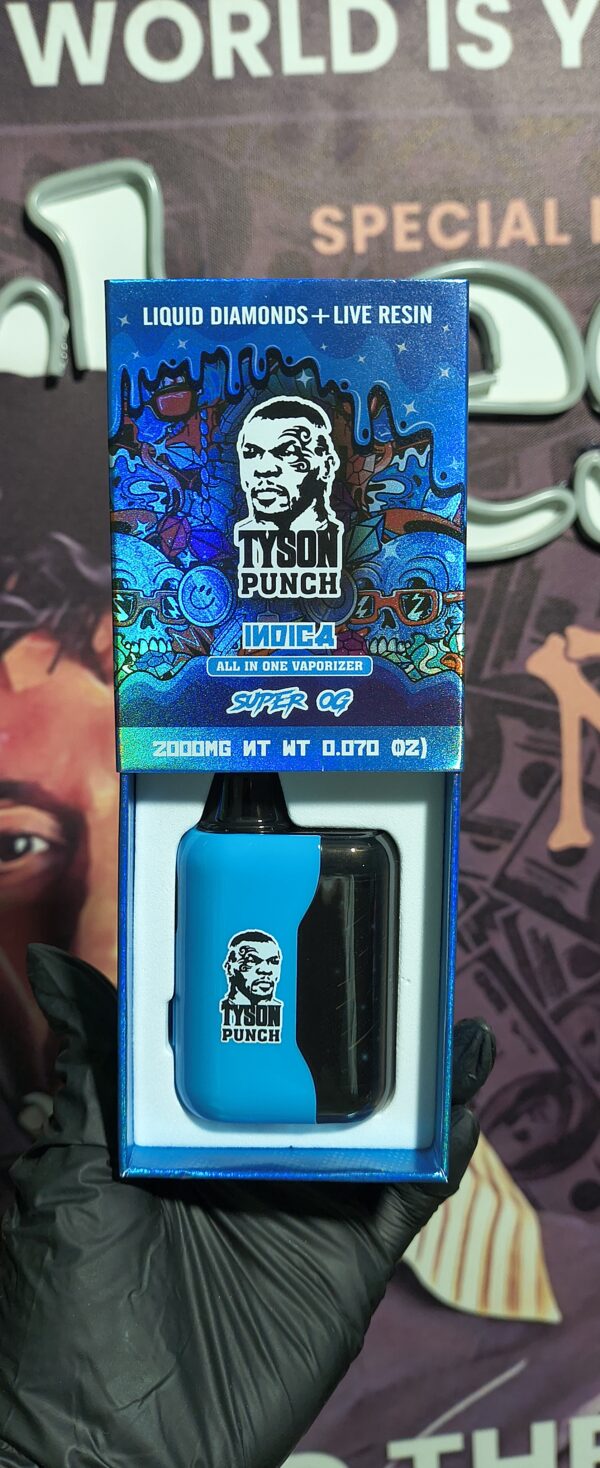 WORLD IS Y
SPECIAL
LIQUID DIAMONDS+LIVE RESIN
TYSON
PUNCH
INDICA
ALL IN ONE VAPORIZER
SUPER OG
2000MG NT WT 0.070 OZ)
TYSON
PUNCH
THE